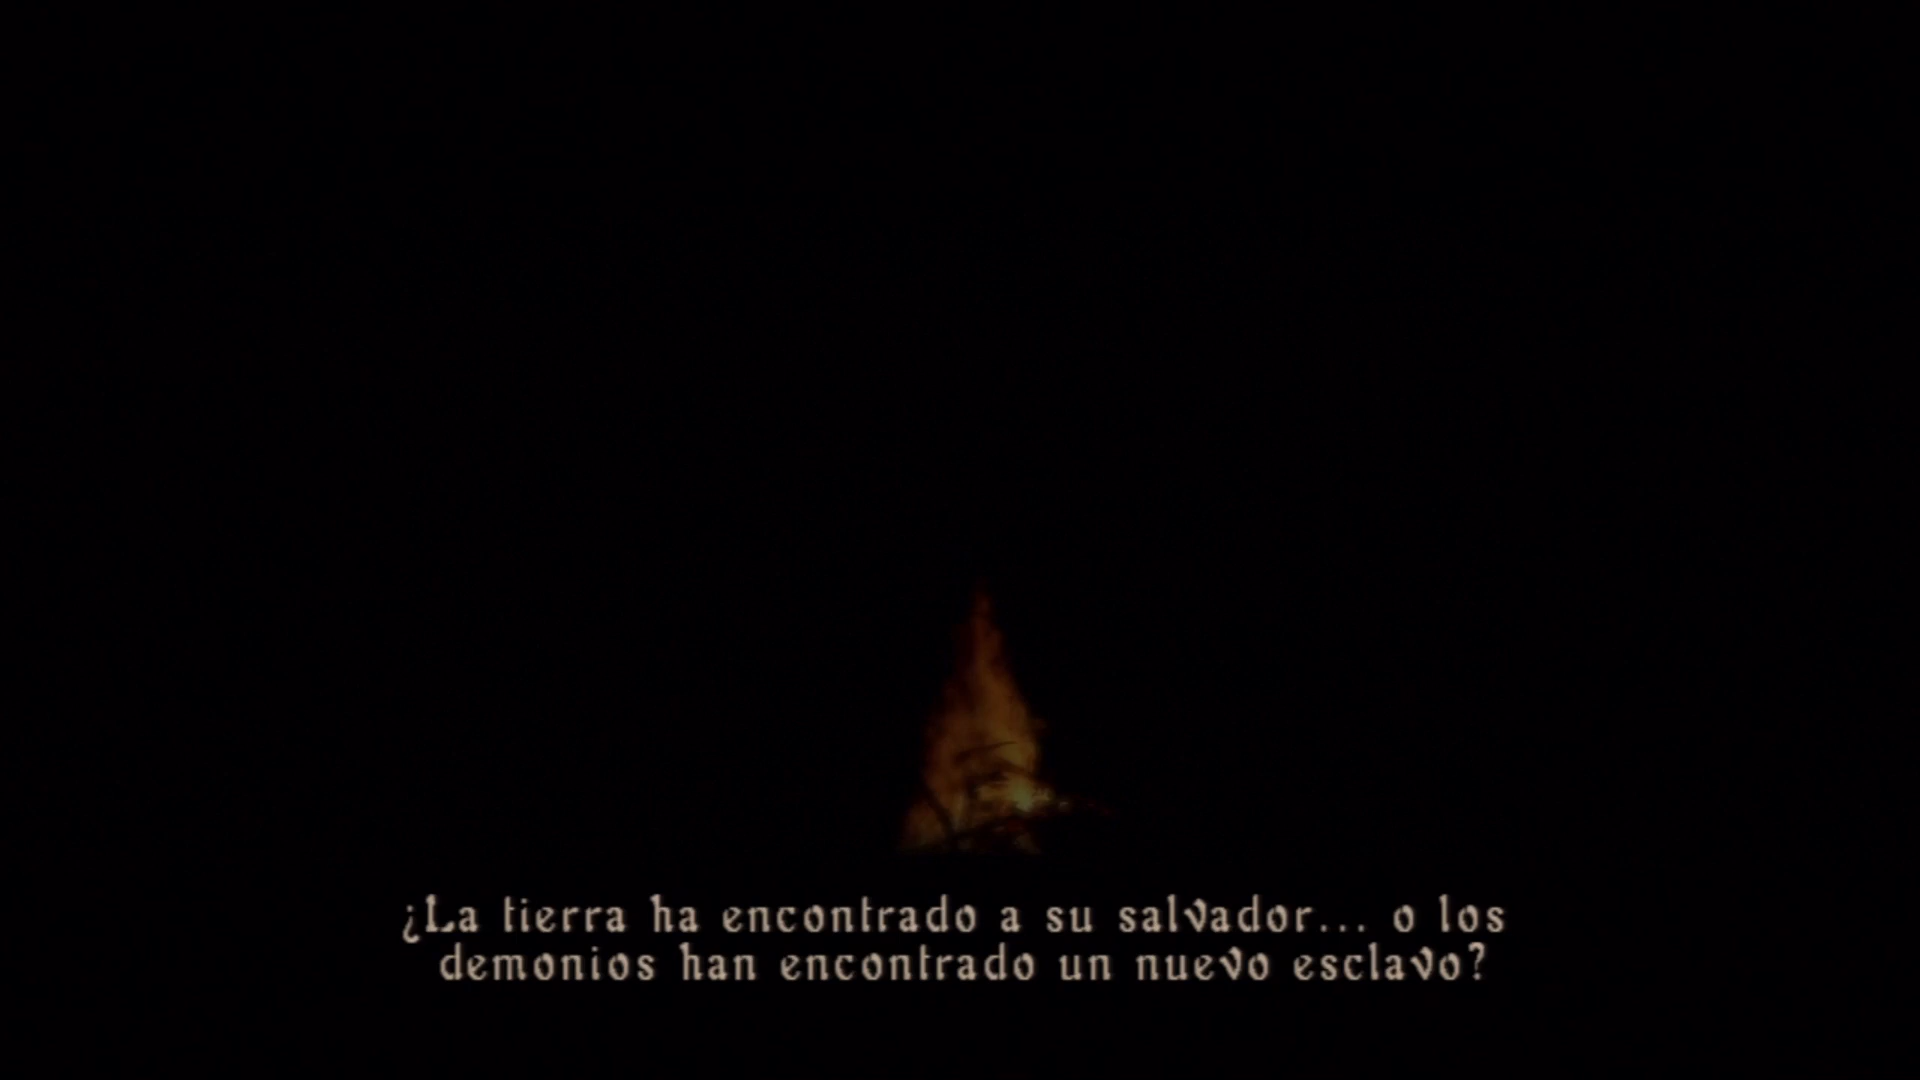 ¿La tierra ha encontrado a su salvador... o los
demonios han encontrado un nuevo esclavo?